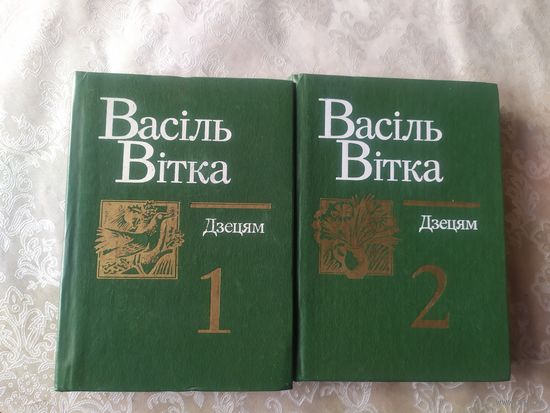 Васіль
Вітка
Дзецям
1
Васіль
Вітка
Дзецям
2